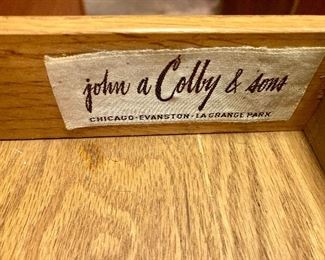 john a Colby & sons
CHICAGO-EVANSTON-LA GRANGE PARK